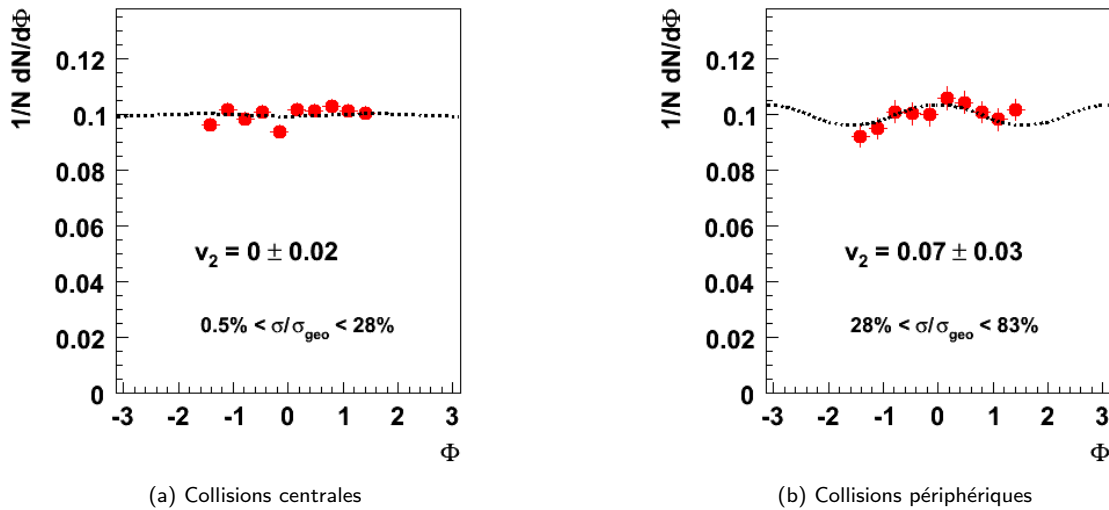 1/N dN/dΦ
0.12
0.1
0.08
0.06
0.04
0.02
0
v2 = 0 ± 0.02
0.5% < σ/σgeo < 28%
-3 -2 -1 0 1 2 3
Φ
(a) Collisions centrales
1/N dN/dΦ
0.12
0.1
0.08
0.06
0.04
0.02
0
v2 = 0.07 ± 0.03
28% < σ/σgeo < 83%
-3 -2 -1 0 1 2 3
Φ
(b) Collisions périphériques